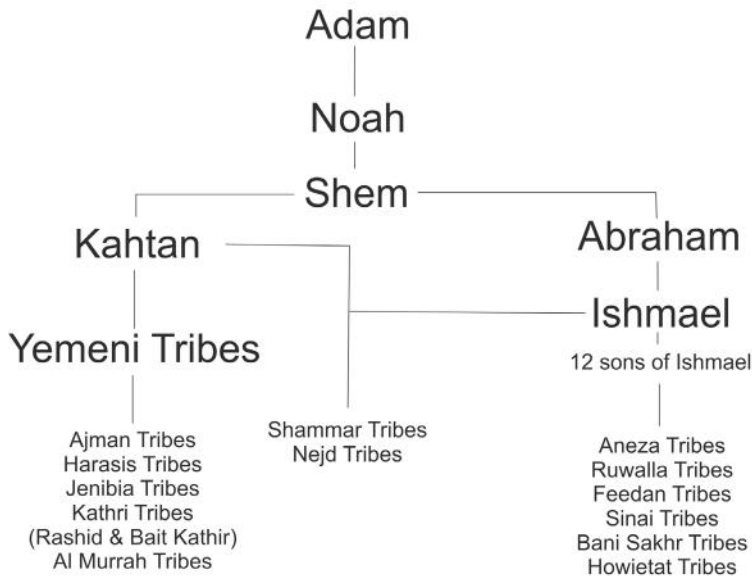 Adam
Noah
Shem
Kahtan
Abraham
Ishmael
Yemeni Tribes
12 sons of Ishmael
Ajman Tribes
Harasis Tribes
Jenibia Tribes
Kathri Tribes
(Rashid & Bait Kathir)
Al Murrah Tribes
Shammar Tribes
Nejd Tribes
Aneza Tribes
Ruwalla Tribes
Feedan Tribes
Sinai Tribes
Bani Sakhr Tribes
Howietat Tribes